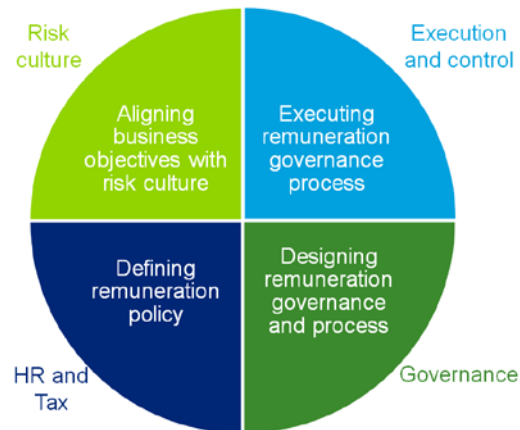 Risk
culture
Execution
and control
Aligning
business
objectives with
risk culture
Executing
remuneration
governance
process
Defining
remuneration
policy
Designing
remuneration
governance
and process
HR and
Tax
Governance